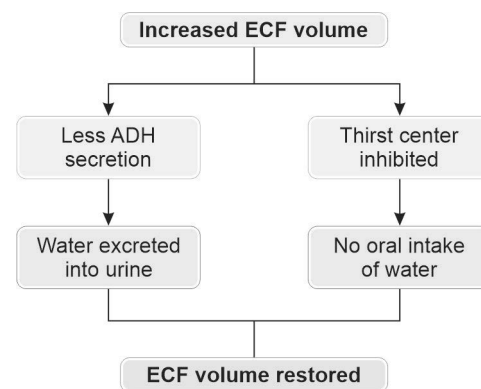 Increased ECF volume
Less ADH
secretion
Thirst center
inhibited
Water excreted
into urine
No oral intake
of water
ECF volume restored